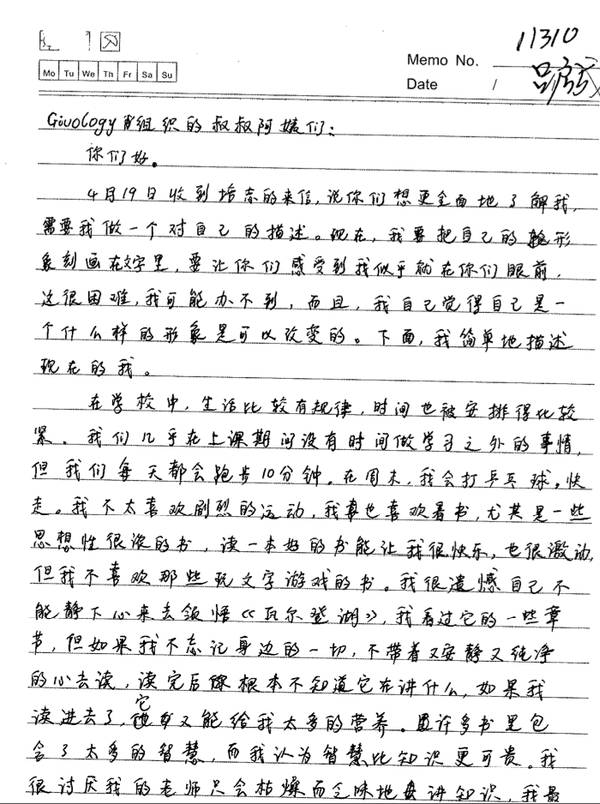 11310
Memo No.
Mo Tu We Th Fr Sa Su
Date /
Givology组织的叔叔阿姨们:
你们好。
4月19日收到培志的来信,说你们想更全面地了解我,
需要我做一个对自己的描述。现在,我要把自己的形
象刻画在文字里,要让你们感受到我似乎就在你们眼前,
这很困难,我可能办不到,而且,我自己觉得自己是一
个什么样的形象是可以改变的。下面,我简单地描述
现在的我。
在学校中,生活比较有规律,时间也被安排得比较
紧。我们几乎在上课期间没有时间做学习之外的事情,
但我们每天都会跑步10分钟。在周末,我会打乒乓球。快
走。我不太喜欢剧烈的运动,我也喜欢看书,尤其是一些
思想性很浓的书,读一本好的书能让我很快乐,也很激动,
但我不喜欢那些玩文字游戏的书。我很遗憾自己不
能静下心来去领悟《瓦尔登湖》,我看过它的一些章
节,但如果我不忘记身边的一切,不带着又安静又纯净
的心去读,读完后根本不知道它在讲什么,如果我
读进去了,它又能给我太多的营养。许多书里包
含了太多的智慧,而我认为智慧比知识更可贵。我
很讨厌我的老师只会枯燥而乏味地讲知识,我最